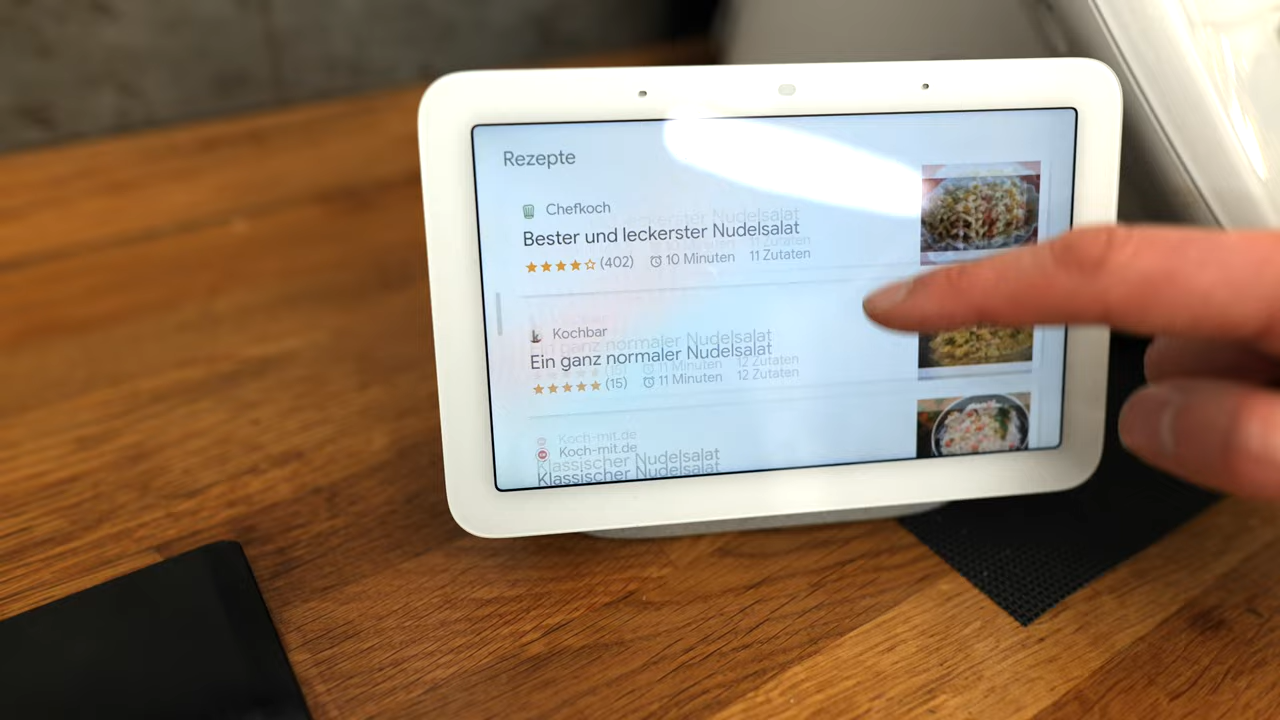 Rezepte
Chefkoch
Bester und leckerster Nudelsalat
(402) 10 Minuten 11 Zutaten
Kochbar
Ein ganz normaler Nudelsalat
(15) 11 Minuten 12 Zutaten
Koch-mit.de
Klassischer Nudelsalat